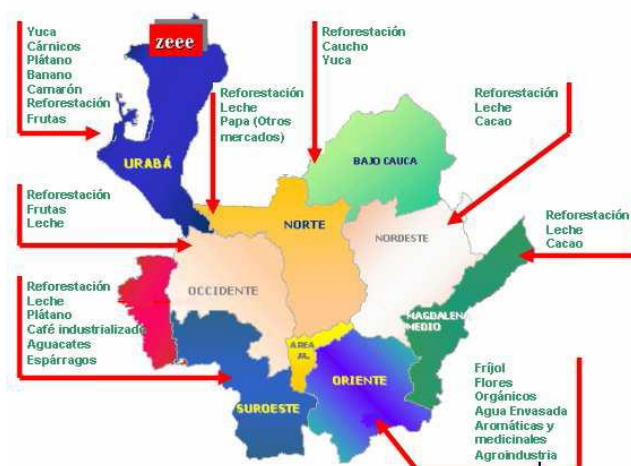 Yuca
Cárnicos
Plátano
Banano
Camarón
Reforestación
Frutas
zeee
Reforestación
Leche
Papa (Otros
mercados)
Reforestación
Caucho
Yuca
Reforestación
Leche
Cacao
URABÁ
BAJO CAUCA
Reforestación
Frutas
Leche
NORTE
NORDESTE
Reforestación
Leche
Cacao
OCCIDENTE
Reforestación
Leche
Plátano
Café industrializado
Aguacates
Espárragos
MAGDALENA
MEDIO
AREA
ORIENTE
SUROESTE
Fríjol
Flores
Orgánicos
Agua Envasada
Aromáticas y
medicinales
Agroindustria